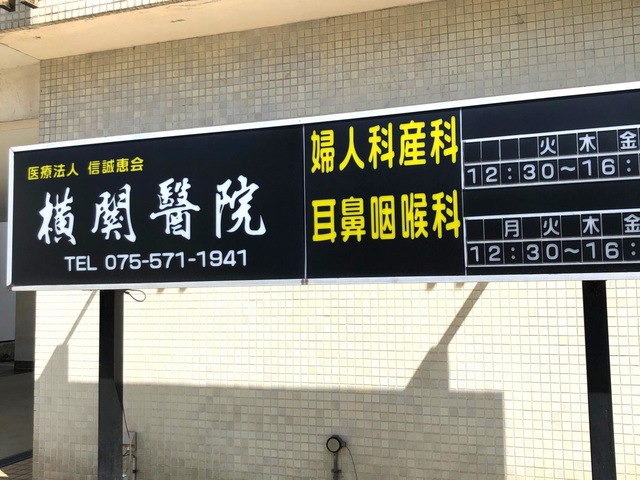 医療法人 信誠恵会
横関醫院
TEL 075-571-1941
婦人科産科
火木金
12:30～16:
耳鼻咽喉科
月火木金
12:30～16: